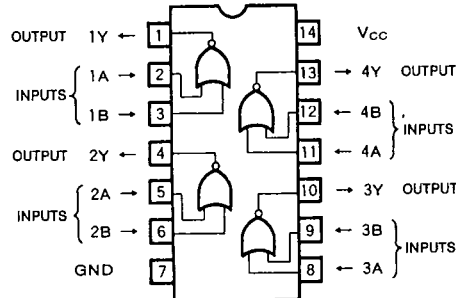 OUTPUT 1Y 1 14 Vcc
1A 2 13 4Y OUTPUT
INPUTS
1B 3 12 4B
INPUTS
OUTPUT 2Y 4 11 4A
2A 5 10 3Y OUTPUT
INPUTS
2B 6 9 3B
INPUTS
GND 7 8 3A